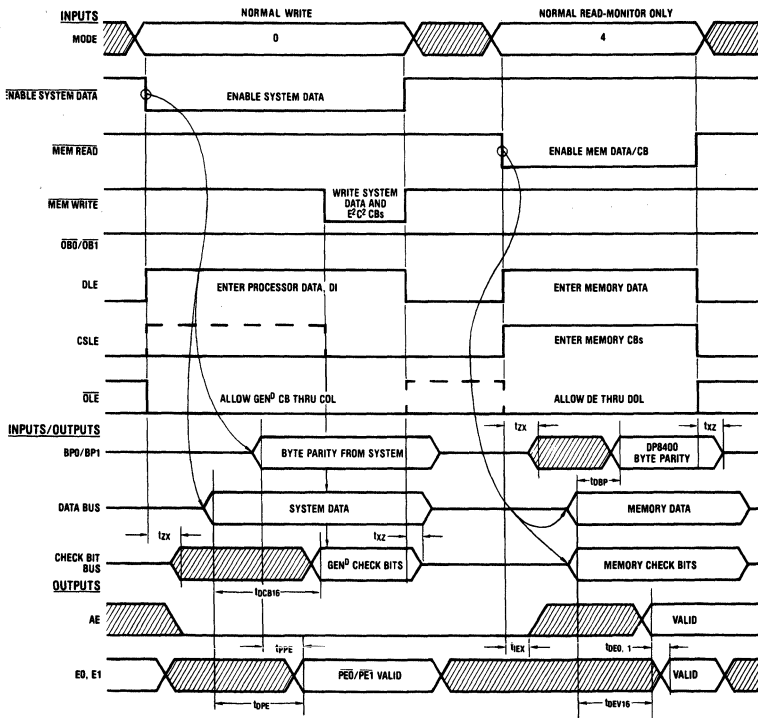 INPUTS
NORMAL WRITE
NORMAL READ-MONITOR ONLY
MODE
0
4
ENABLE SYSTEM DATA
ENABLE SYSTEM DATA
MEM READ
ENABLE MEM DATA/CB
MEM WRITE
WRITE SYSTEM
DATA AND
E²C² CBs
OB0/OB1
DLE
ENTER PROCESSOR DATA, DI
ENTER MEMORY DATA
CSLE
ENTER MEMORY CBs
OLE
ALLOW GENᴰ CB THRU COL
ALLOW DE THRU DOL
INPUTS/OUTPUTS
tZX
tXZ
BP0/BP1
BYTE PARITY FROM SYSTEM
DP8400
BYTE PARITY
tDBP
DATA BUS
SYSTEM DATA
MEMORY DATA
tZX
tXZ
CHECK BIT
BUS
GENᴰ CHECK BITS
MEMORY CHECK BITS
OUTPUTS
tDCB16
AE
VALID
tPPE
tIEX
tDE0, 1
E0, E1
PE0/PE1 VALID
VALID
tDPE
tDEV16